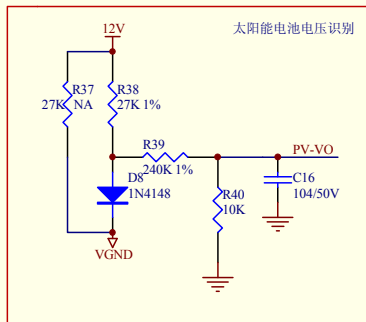 12V
太阳能电池电压识别
R37
27K NA
R38
27K 1%
R39
240K 1%
PV-VO
D8
1N4148
R40
10K
C16
104/50V
VGND